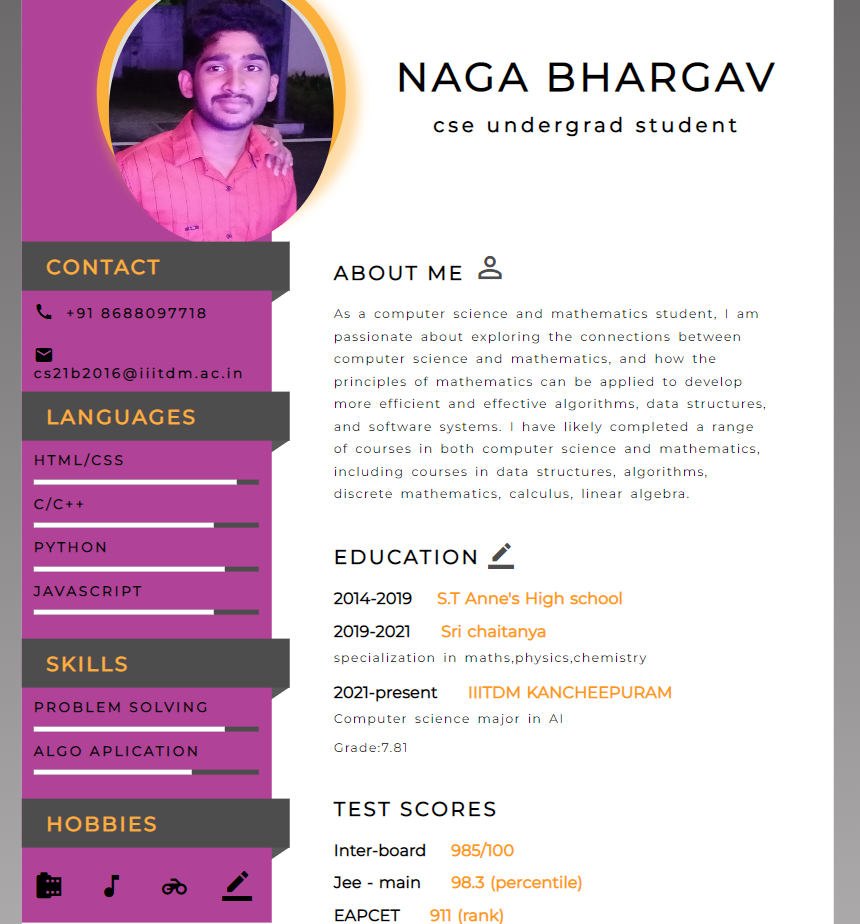 NAGA BHARGAV
cse undergrad student
CONTACT
+91 8688097718
cs21b2016@iiitdm.ac.in
LANGUAGES
HTML/CSS
C/C++
PYTHON
JAVASCRIPT
SKILLS
PROBLEM SOLVING
ALGO APLICATION
HOBBIES
ABOUT ME
As a computer science and mathematics student, I am
passionate about exploring the connections between
computer science and mathematics, and how the
principles of mathematics can be applied to develop
more efficient and effective algorithms, data structures,
and software systems. I have likely completed a range
of courses in both computer science and mathematics,
including courses in data structures, algorithms,
discrete mathematics, calculus, linear algebra.
EDUCATION
2014-2019 S.T Anne's High school
2019-2021 Sri chaitanya
specialization in maths,physics,chemistry
2021-present IIITDM KANCHEEPURAM
Computer science major in AI
Grade:7.81
TEST SCORES
Inter-board 985/100
Jee - main 98.3 (percentile)
EAPCET 911 (rank)